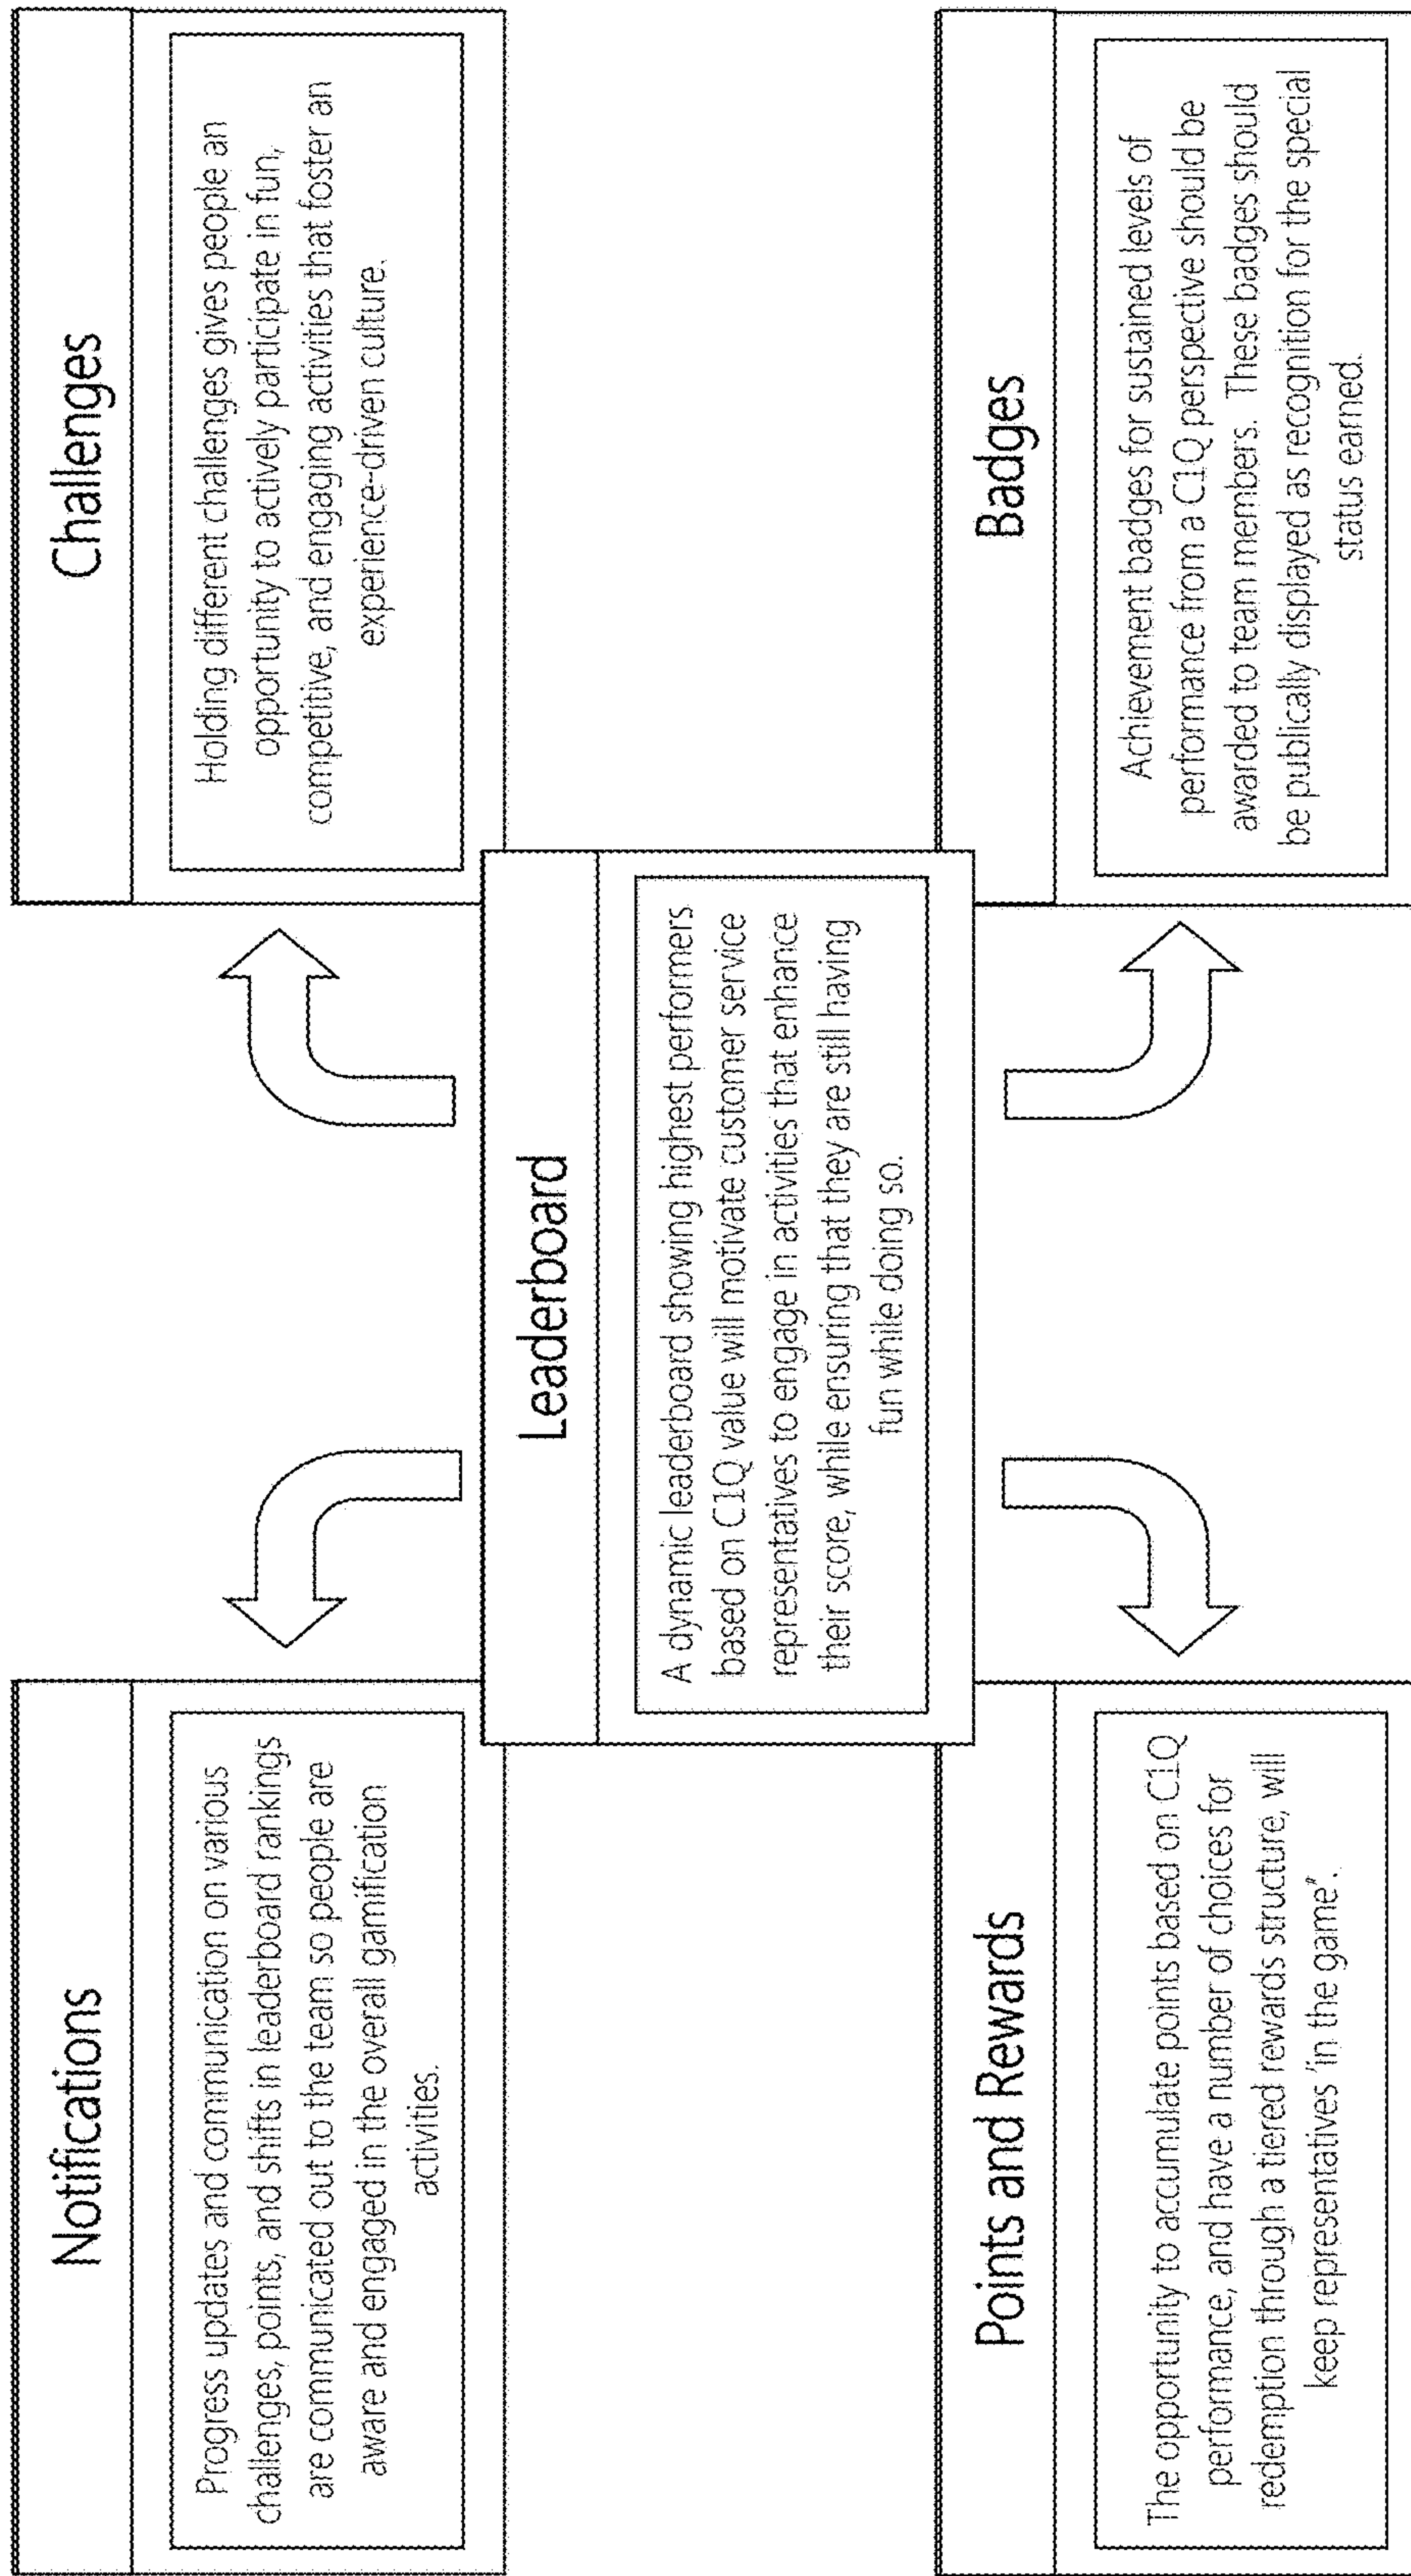 Notifications
Progress updates and communication on various
challenges, points, and shifts in leaderboard rankings
are communicated out to the team so people are
aware and engaged in the overall gamification
activities.
Challenges
Holding different challenges gives people an
opportunity to actively participate in fun,
competitive, and engaging activities that foster an
experience-driven culture.
Leaderboard
A dynamic leaderboard showing highest performers
based on C1Q value will motivate customer service
representatives to engage in activities that enhance
their score, while ensuring that they are still having
fun while doing so.
Points and Rewards
The opportunity to accumulate points based on C1Q
performance, and have a number of choices for
redemption through a tiered rewards structure, will
keep representatives 'in the game".
Badges
Achievement badges for sustained levels of
performance from a C1Q perspective should be
awarded to team members. These badges should
be publically displayed as recognition for the special
status earned.